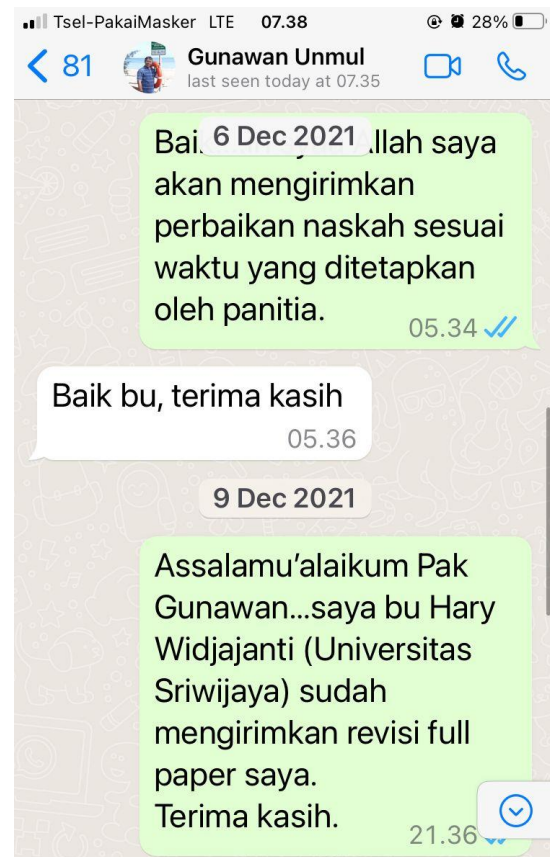 Tsel-PakaiMasker LTE 07.38 28%
81 Gunawan Unmul
last seen today at 07.35
6 Dec 2021
llah saya
akan mengirimkan
perbaikan naskah sesuai
waktu yang ditetapkan
oleh panitia.
05.34
Baik bu, terima kasih
05.36
9 Dec 2021
Assalamu’alaikum Pak
Gunawan...saya bu Hary
Widjajanti (Universitas
Sriwijaya) sudah
mengirimkan revisi full
paper saya.
Terima kasih.
21.36